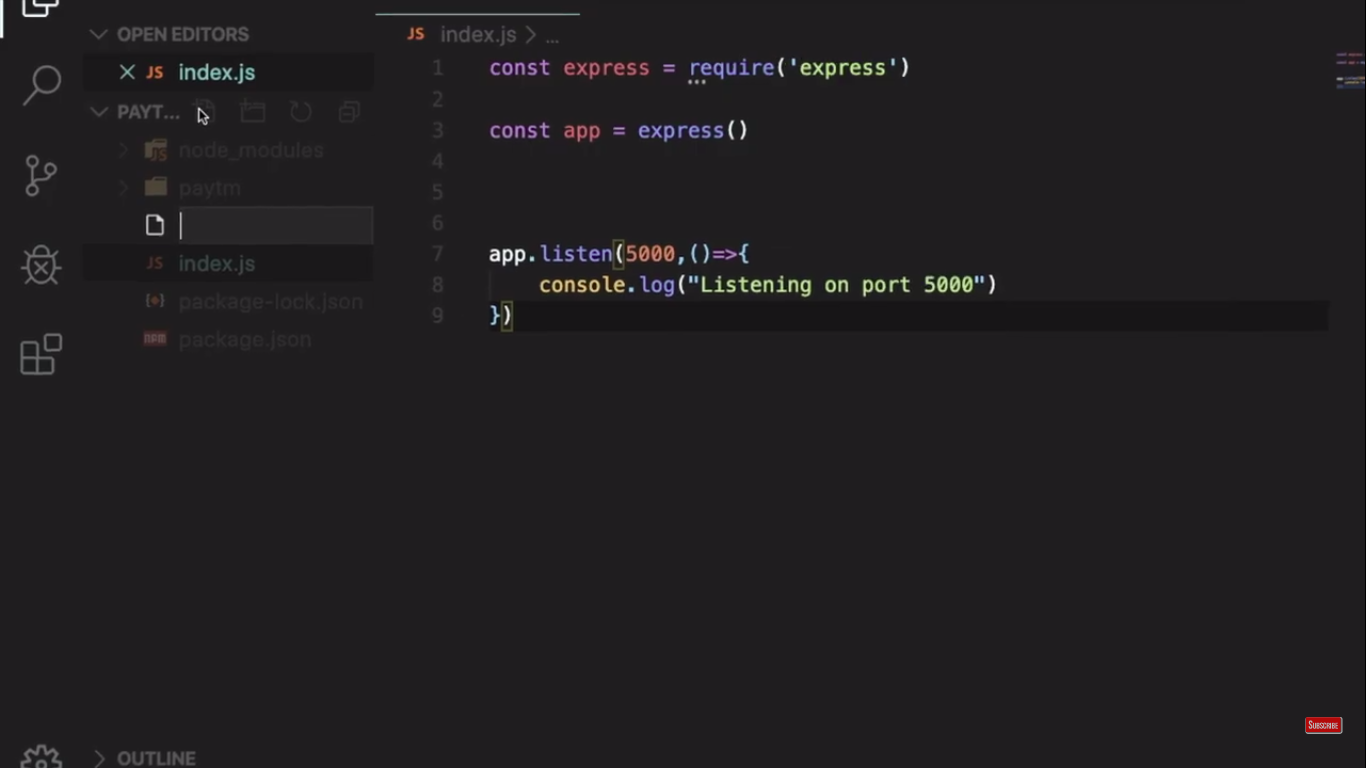 OPEN EDITORS
JS index.js
PAYT...
node_modules
paytm
JS index.js
package-lock.json
npm package.json
OUTLINE
JS index.js > ...
1 const express = require('express')
2
3 const app = express()
4
5
6
7 app.listen(5000,()=>{
8 console.log("Listening on port 5000")
9 })
SUBSCRIBE